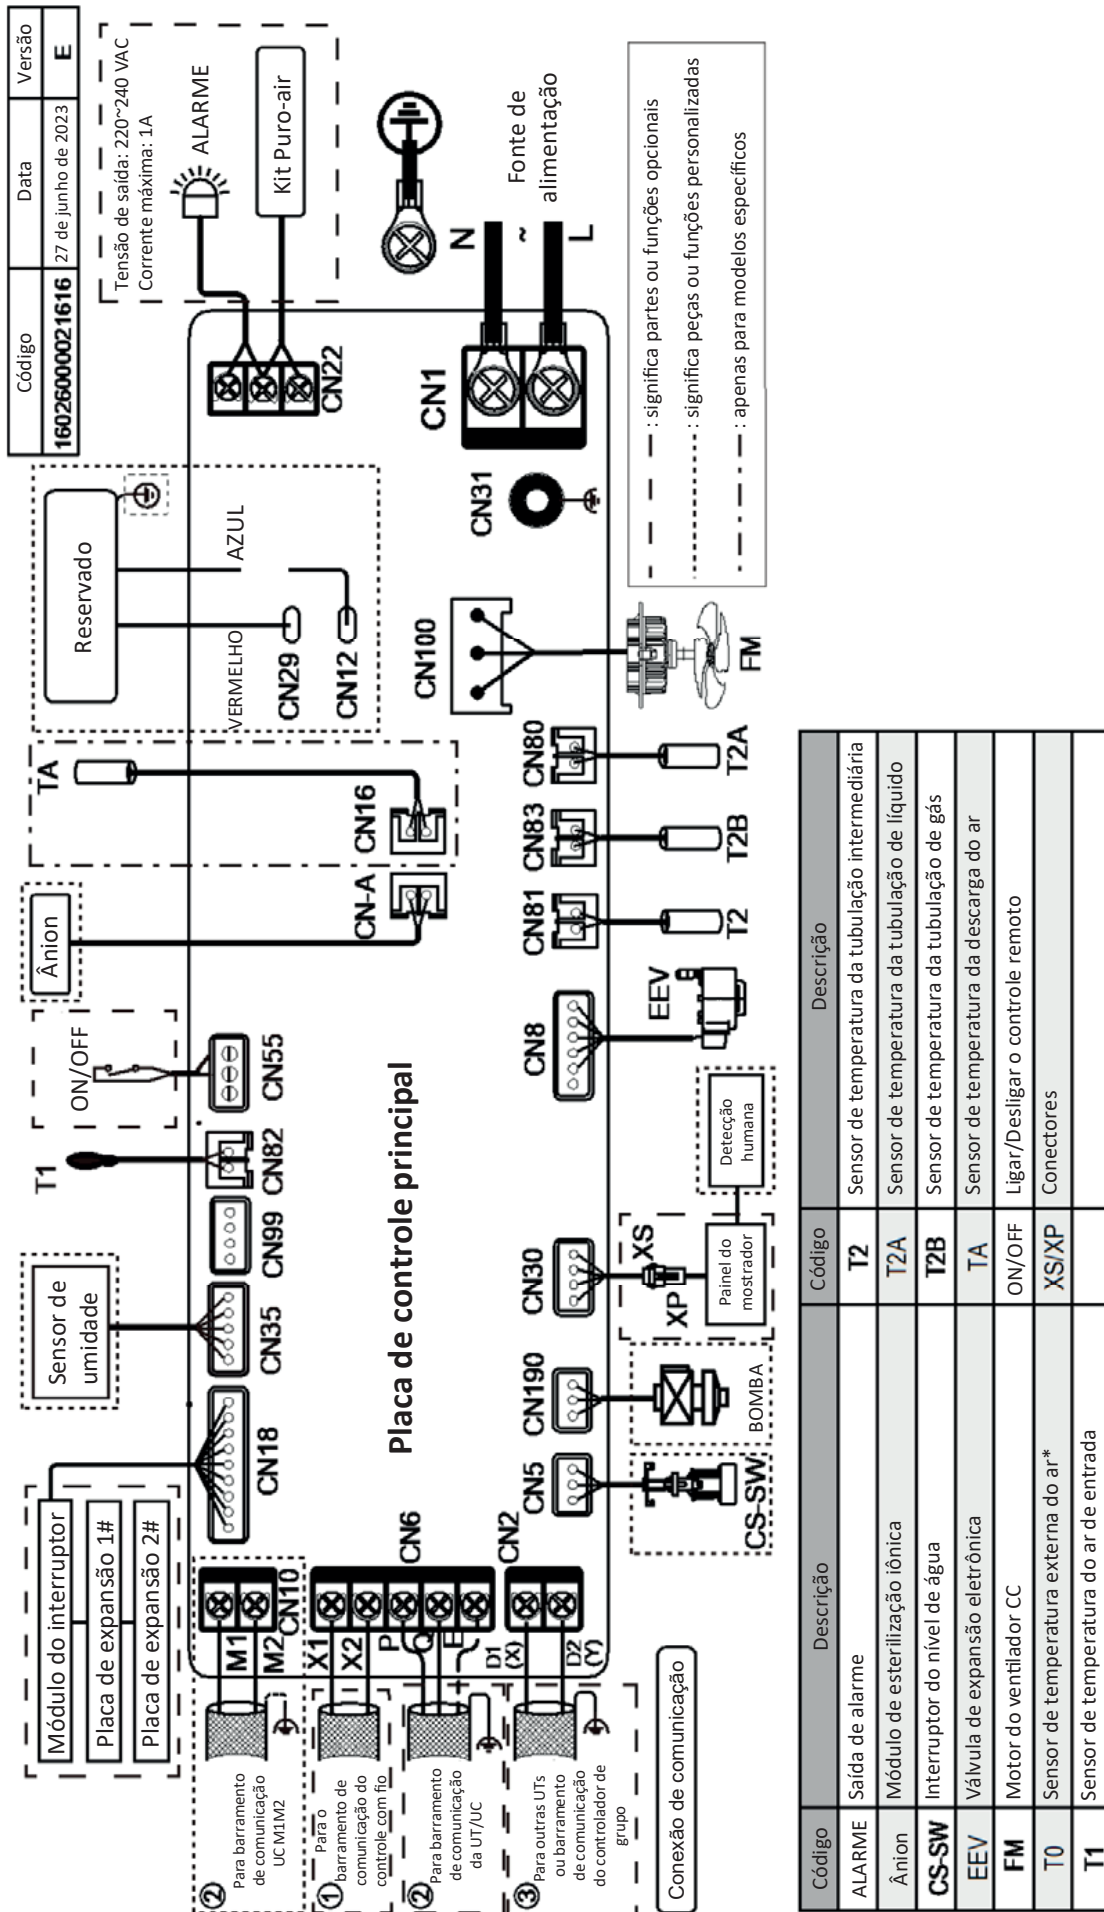 Código
Data
Versão
16026000021616
27 de junho de 2023
E
Tensão de saída: 220~240 VAC
Corrente máxima: 1A
ALARME
Kit Puro-air
CN22
Reservado
VERMELHO
AZUL
CN29
CN12
TA
CN16
Ânion
CN-A
ON/OFF
CN55
T1
CN82
CN99
Sensor de
umidade
CN35
Módulo do interruptor
Placa de expansão 1#
Placa de expansão 2#
CN18
Placa de controle principal
N
~
L
Fonte de
alimentação
CN1
CN31
CN100
FM
CN80
T2A
CN83
T2B
CN81
T2
CN8
EEV
CN30
XS
XP
Painel do
mostrador
Detecção
humana
CN190
BOMBA
CN5
CS-SW
M1
M2
CN10
X1
X2
P
Q
E
CN6
D1
(X)
D2
(Y)
CN2
2
Para barramento
de comunicação
UC M1M2
1
Para o
barramento de
comunicação do
controle com fio
2
Para barramento
de comunicação
da UT/UC
3
Para outras UTs
ou barramento
de comunicação
do controlador de
grupo
Conexão de comunicação
: significa partes ou funções opcionais
: significa peças ou funções personalizadas
: apenas para modelos específicos
Código
Descrição
Código
Descrição
ALARME
Saída de alarme
T2
Sensor de temperatura da tubulação intermediária
Ânion
Módulo de esterilização iônica
T2A
Sensor de temperatura da tubulação de líquido
CS-SW
Interruptor do nível de água
T2B
Sensor de temperatura da tubulação de gás
EEV
Válvula de expansão eletrônica
TA
Sensor de temperatura da descarga do ar
FM
Motor do ventilador CC
ON/OFF
Ligar/Desligar o controle remoto
T0
Sensor de temperatura externa do ar*
XS/XP
Conectores
T1
Sensor de temperatura do ar de entrada